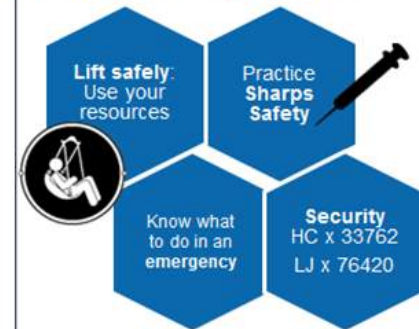 Lift safely:
Use your
resources
Practice
Sharps
Safety
Know what
to do in an
emergency
Security
HC x 33762
LJ x 76420